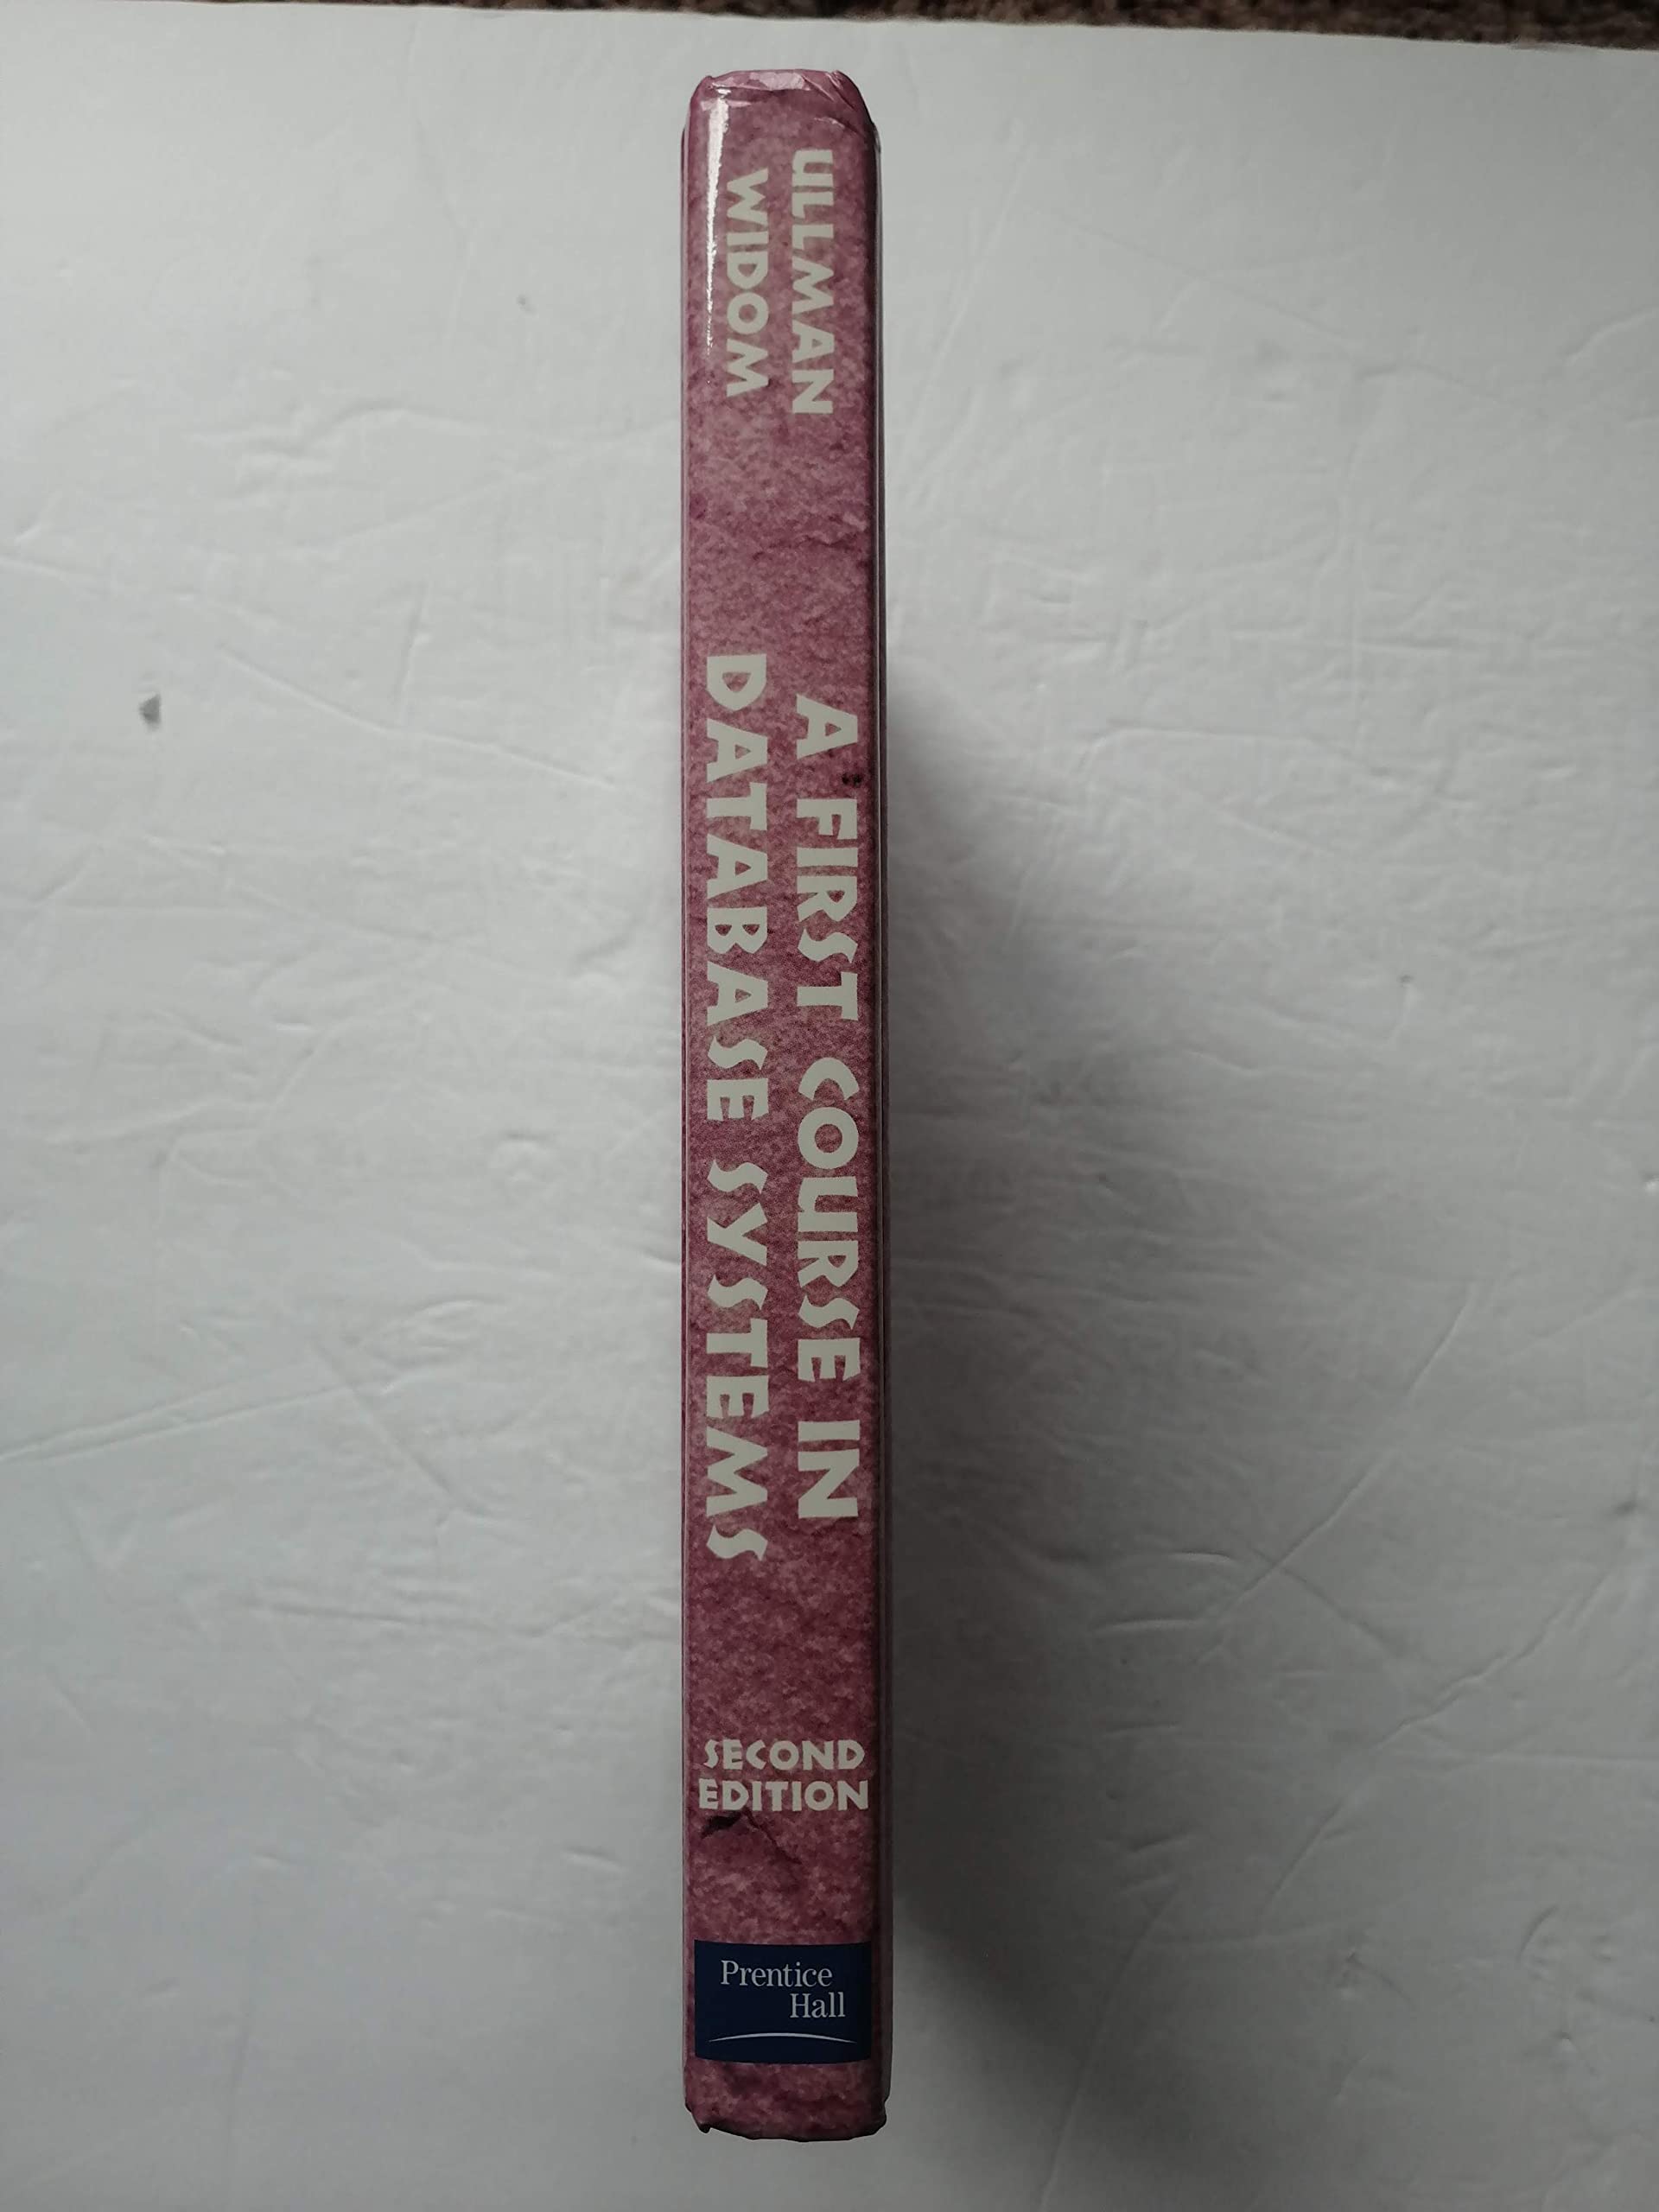 ULLMAN
WIDOM
A FIRST COURSE IN
DATABASE SYSTEMS
SECOND
EDITION
Prentice
Hall